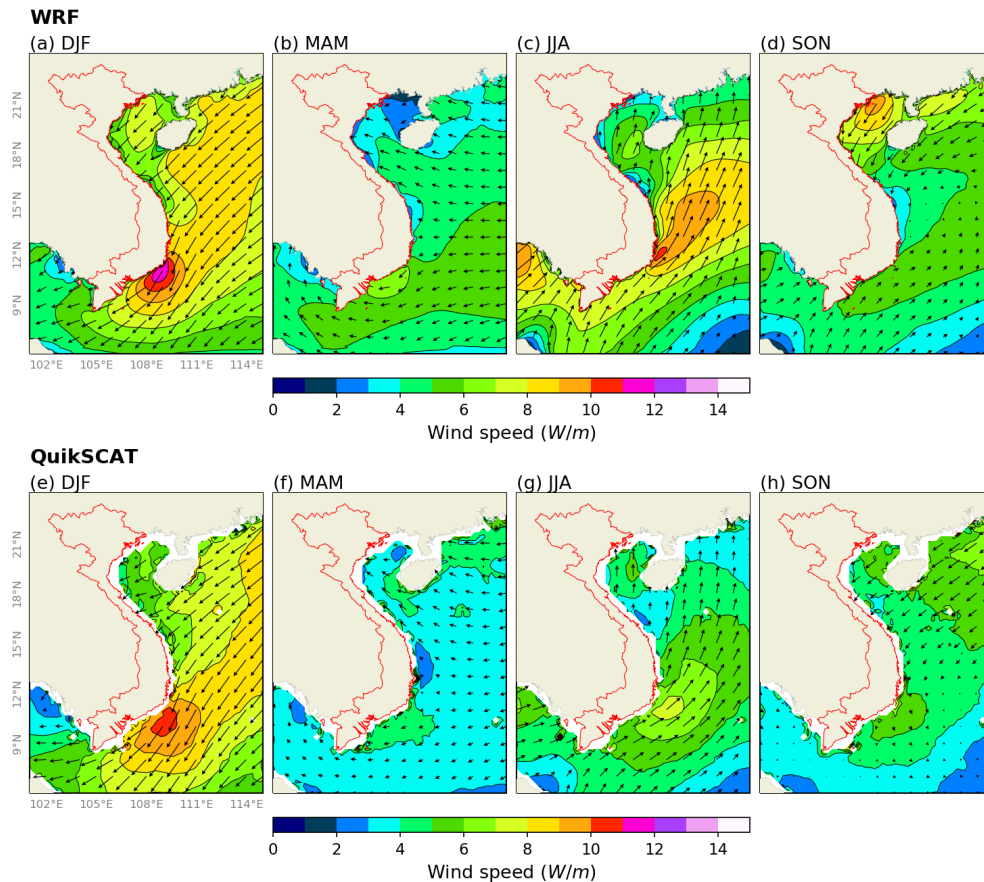 WRF
(a) DJF
(b) MAM
(c) JJA
(d) SON
21°N
18°N
15°N
12°N
9°N
102°E 105°E 108°E 111°E 114°E
0 2 4 6 8 10 12 14
Wind speed (W/m)
QuikSCAT
(e) DJF
(f) MAM
(g) JJA
(h) SON
21°N
18°N
15°N
12°N
9°N
102°E 105°E 108°E 111°E 114°E
0 2 4 6 8 10 12 14
Wind speed (W/m)